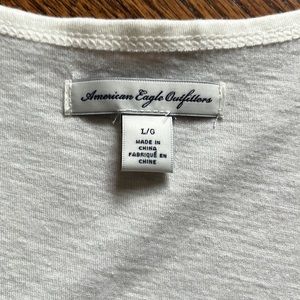 American Eagle Outfitters
L/G
MADE IN
CHINA
FABRIQUÉ EN
CHINE